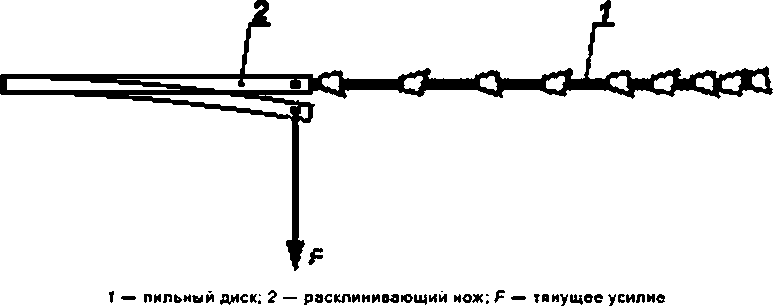 2 1
F
1 — пильный диск; 2 — расклинивающий нож; F — тянущее усилие